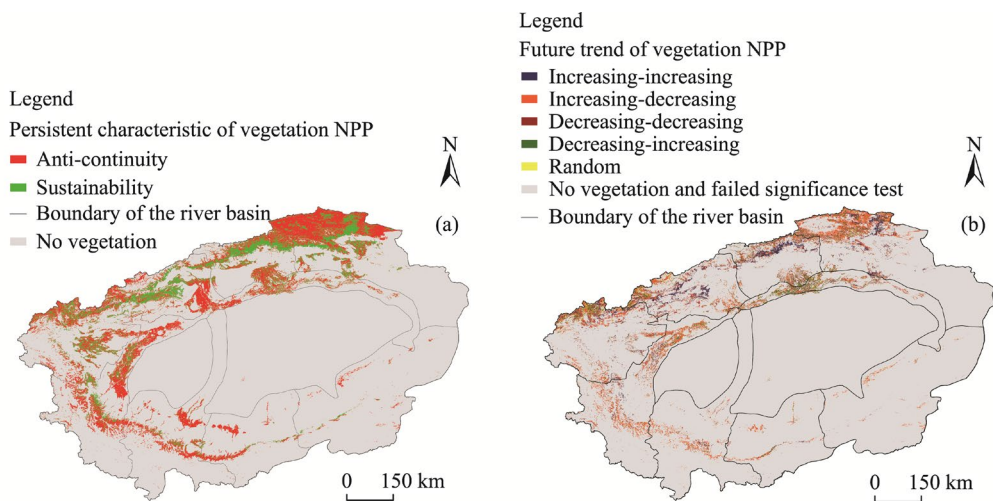 Legend
Persistent characteristic of vegetation NPP
Anti-continuity
Sustainability
Boundary of the river basin
No vegetation
N
(a)
0 150 km
Legend
Future trend of vegetation NPP
Increasing-increasing
Increasing-decreasing
Decreasing-decreasing
Decreasing-increasing
Random
No vegetation and failed significance test
Boundary of the river basin
N
(b)
0 150 km